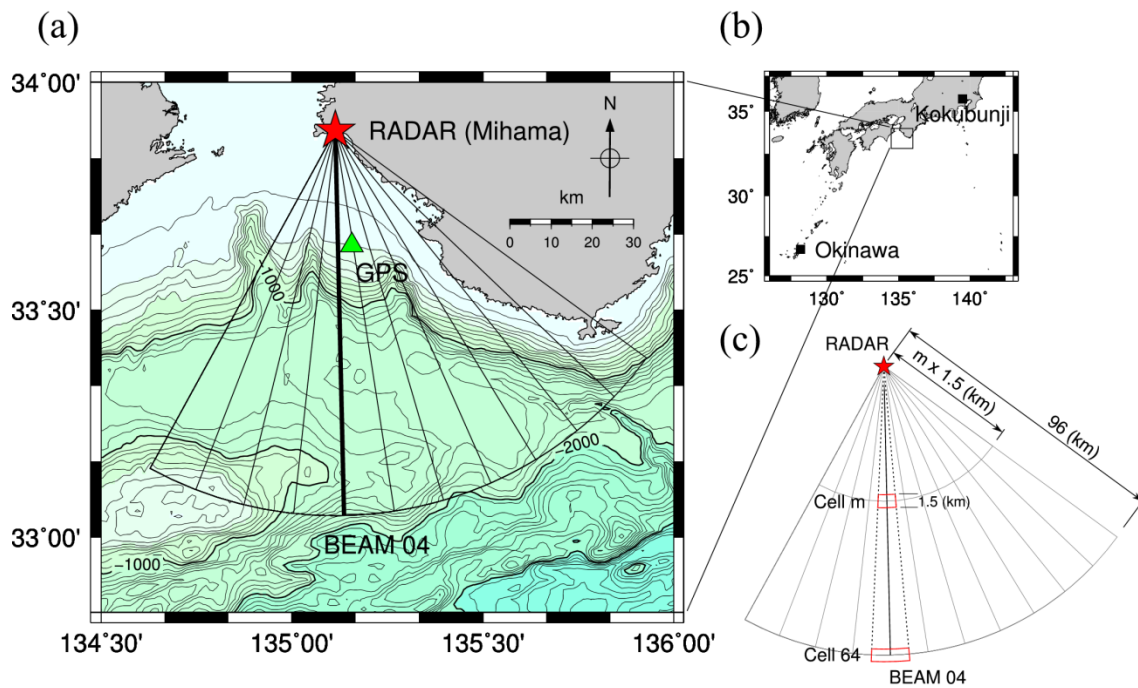 (a)
34°00'
33°30'
33°00'
134°30'
135°00'
135°30'
136°00'
RADAR (Mihama)
N
km
0
10
20
30
GPS
-1000
-2000
-1000
BEAM 04
(b)
35°
30°
25°
130°
135°
140°
Kokubunji
Okinawa
(c)
RADAR
m x 1.5 (km)
96 (km)
Cell m
1.5 (km)
Cell 64
BEAM 04